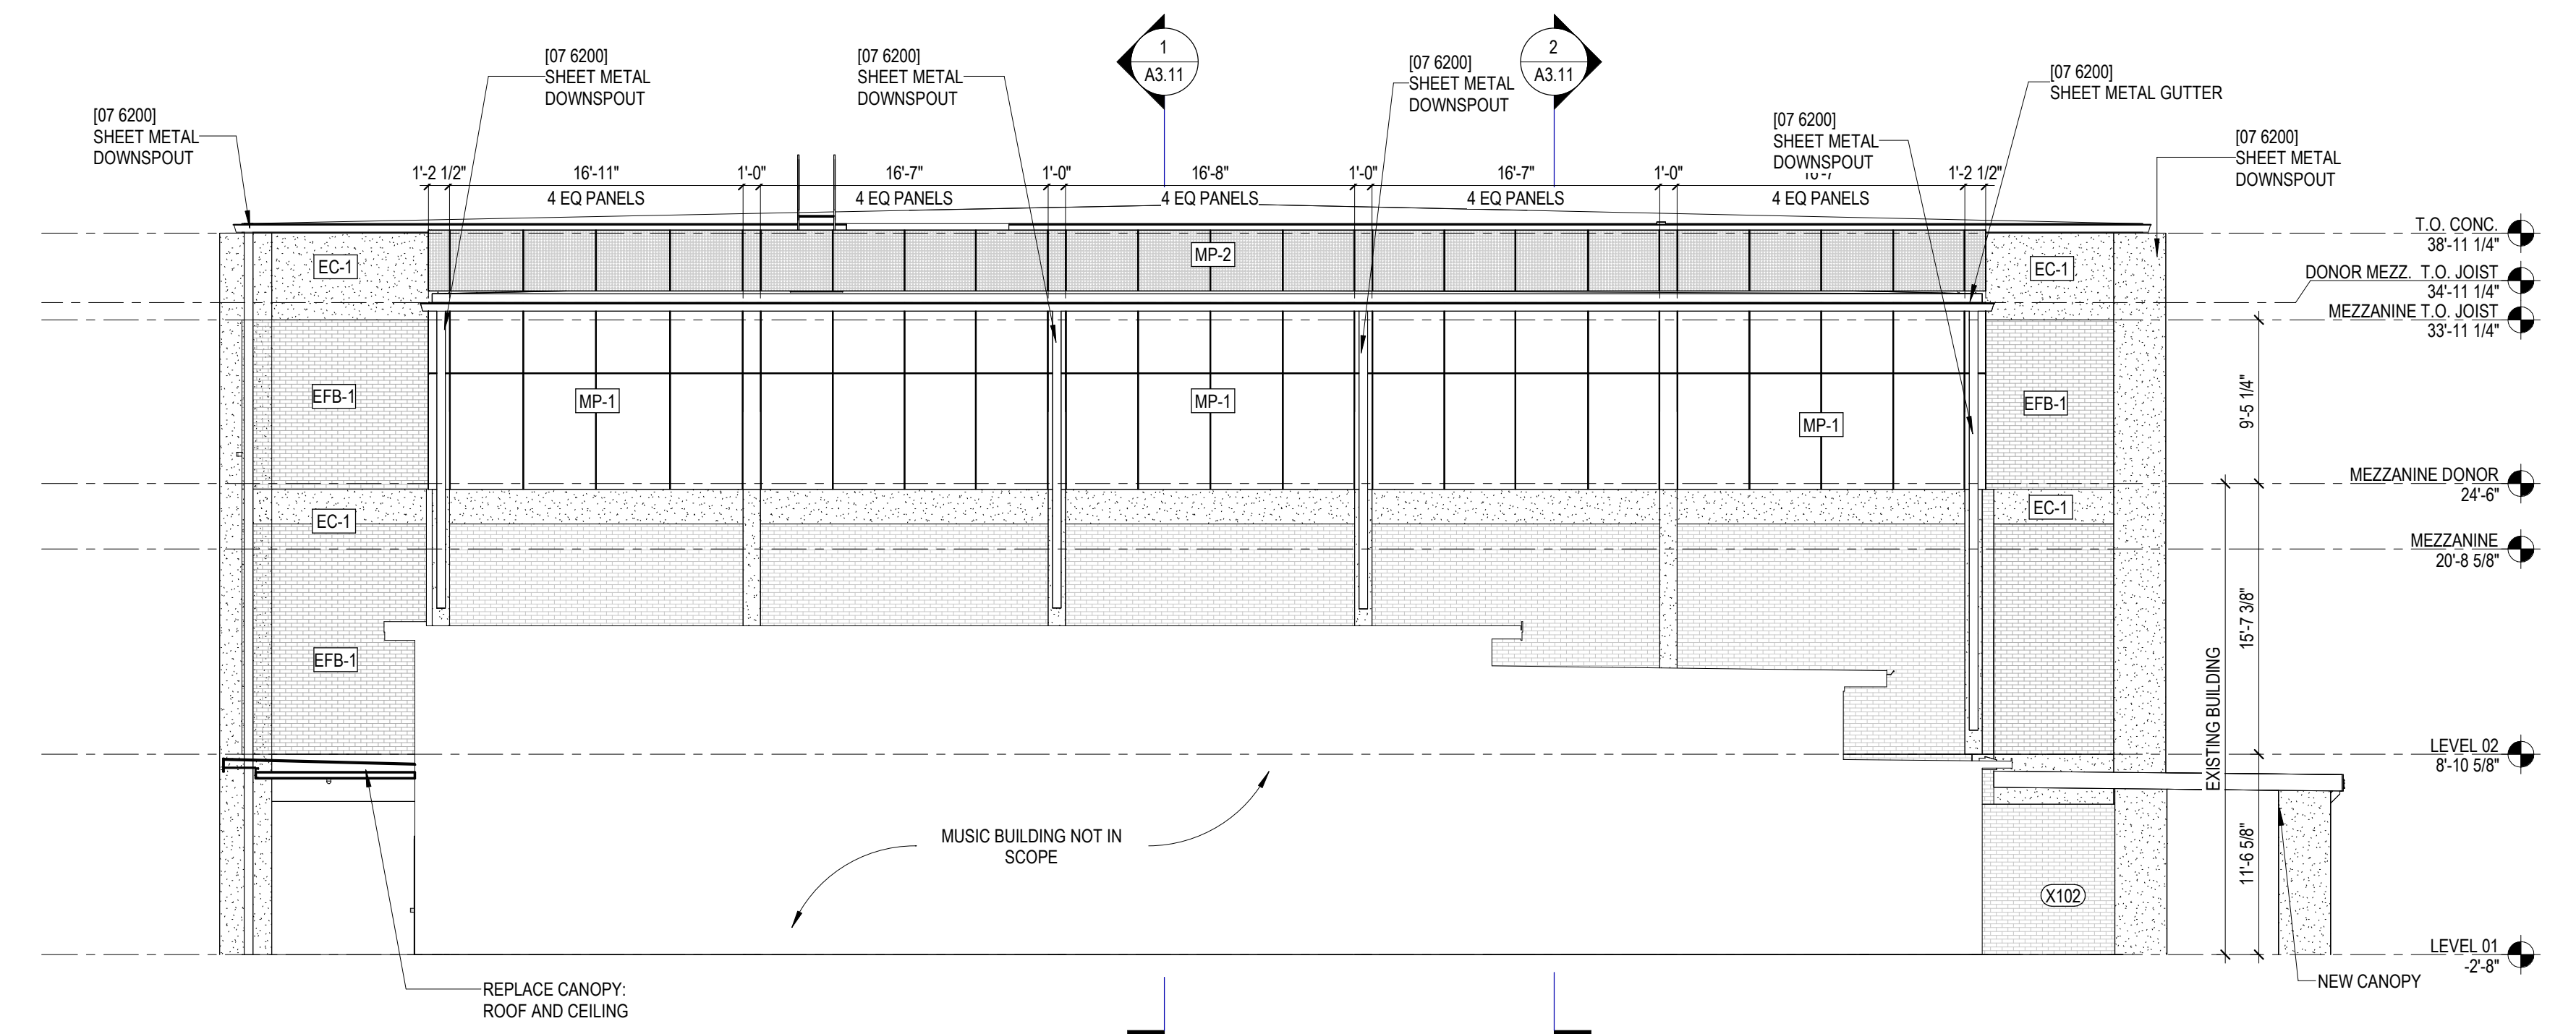 1
A3.11
2
A3.11
[07 6200]
SHEET METAL
DOWNSPOUT
[07 6200]
SHEET METAL
DOWNSPOUT
[07 6200]
SHEET METAL
DOWNSPOUT
[07 6200]
SHEET METAL
DOWNSPOUT
[07 6200]
SHEET METAL
DOWNSPOUT
[07 6200]
SHEET METAL GUTTER
[07 6200]
SHEET METAL
DOWNSPOUT
1'-2 1/2" 16'-11" 1'-0" 16'-7" 1'-0" 16'-8" 1'-0" 16'-7" 1'-0" 1'-2 1/2"
4 EQ PANELS 4 EQ PANELS 4 EQ PANELS 4 EQ PANELS 4 EQ PANELS
T.O. CONC.
38'-11 1/4"
DONOR MEZZ. T.O. JOIST
34'-11 1/4"
MEZZANINE T.O. JOIST
33'-11 1/4"
MEZZANINE DONOR
24'-6"
MEZZANINE
20'-8 5/8"
LEVEL 02
8'-10 5/8"
LEVEL 01
-2'-8"
EC-1
MP-2
EC-1
EFB-1
MP-1
MP-1
MP-1
EFB-1
EC-1
EC-1
EFB-1
X102
9'-5 1/4"
15'-7 3/8"
11'-6 5/8"
EXISTING BUILDING
MUSIC BUILDING NOT IN
SCOPE
REPLACE CANOPY:
ROOF AND CEILING
NEW CANOPY